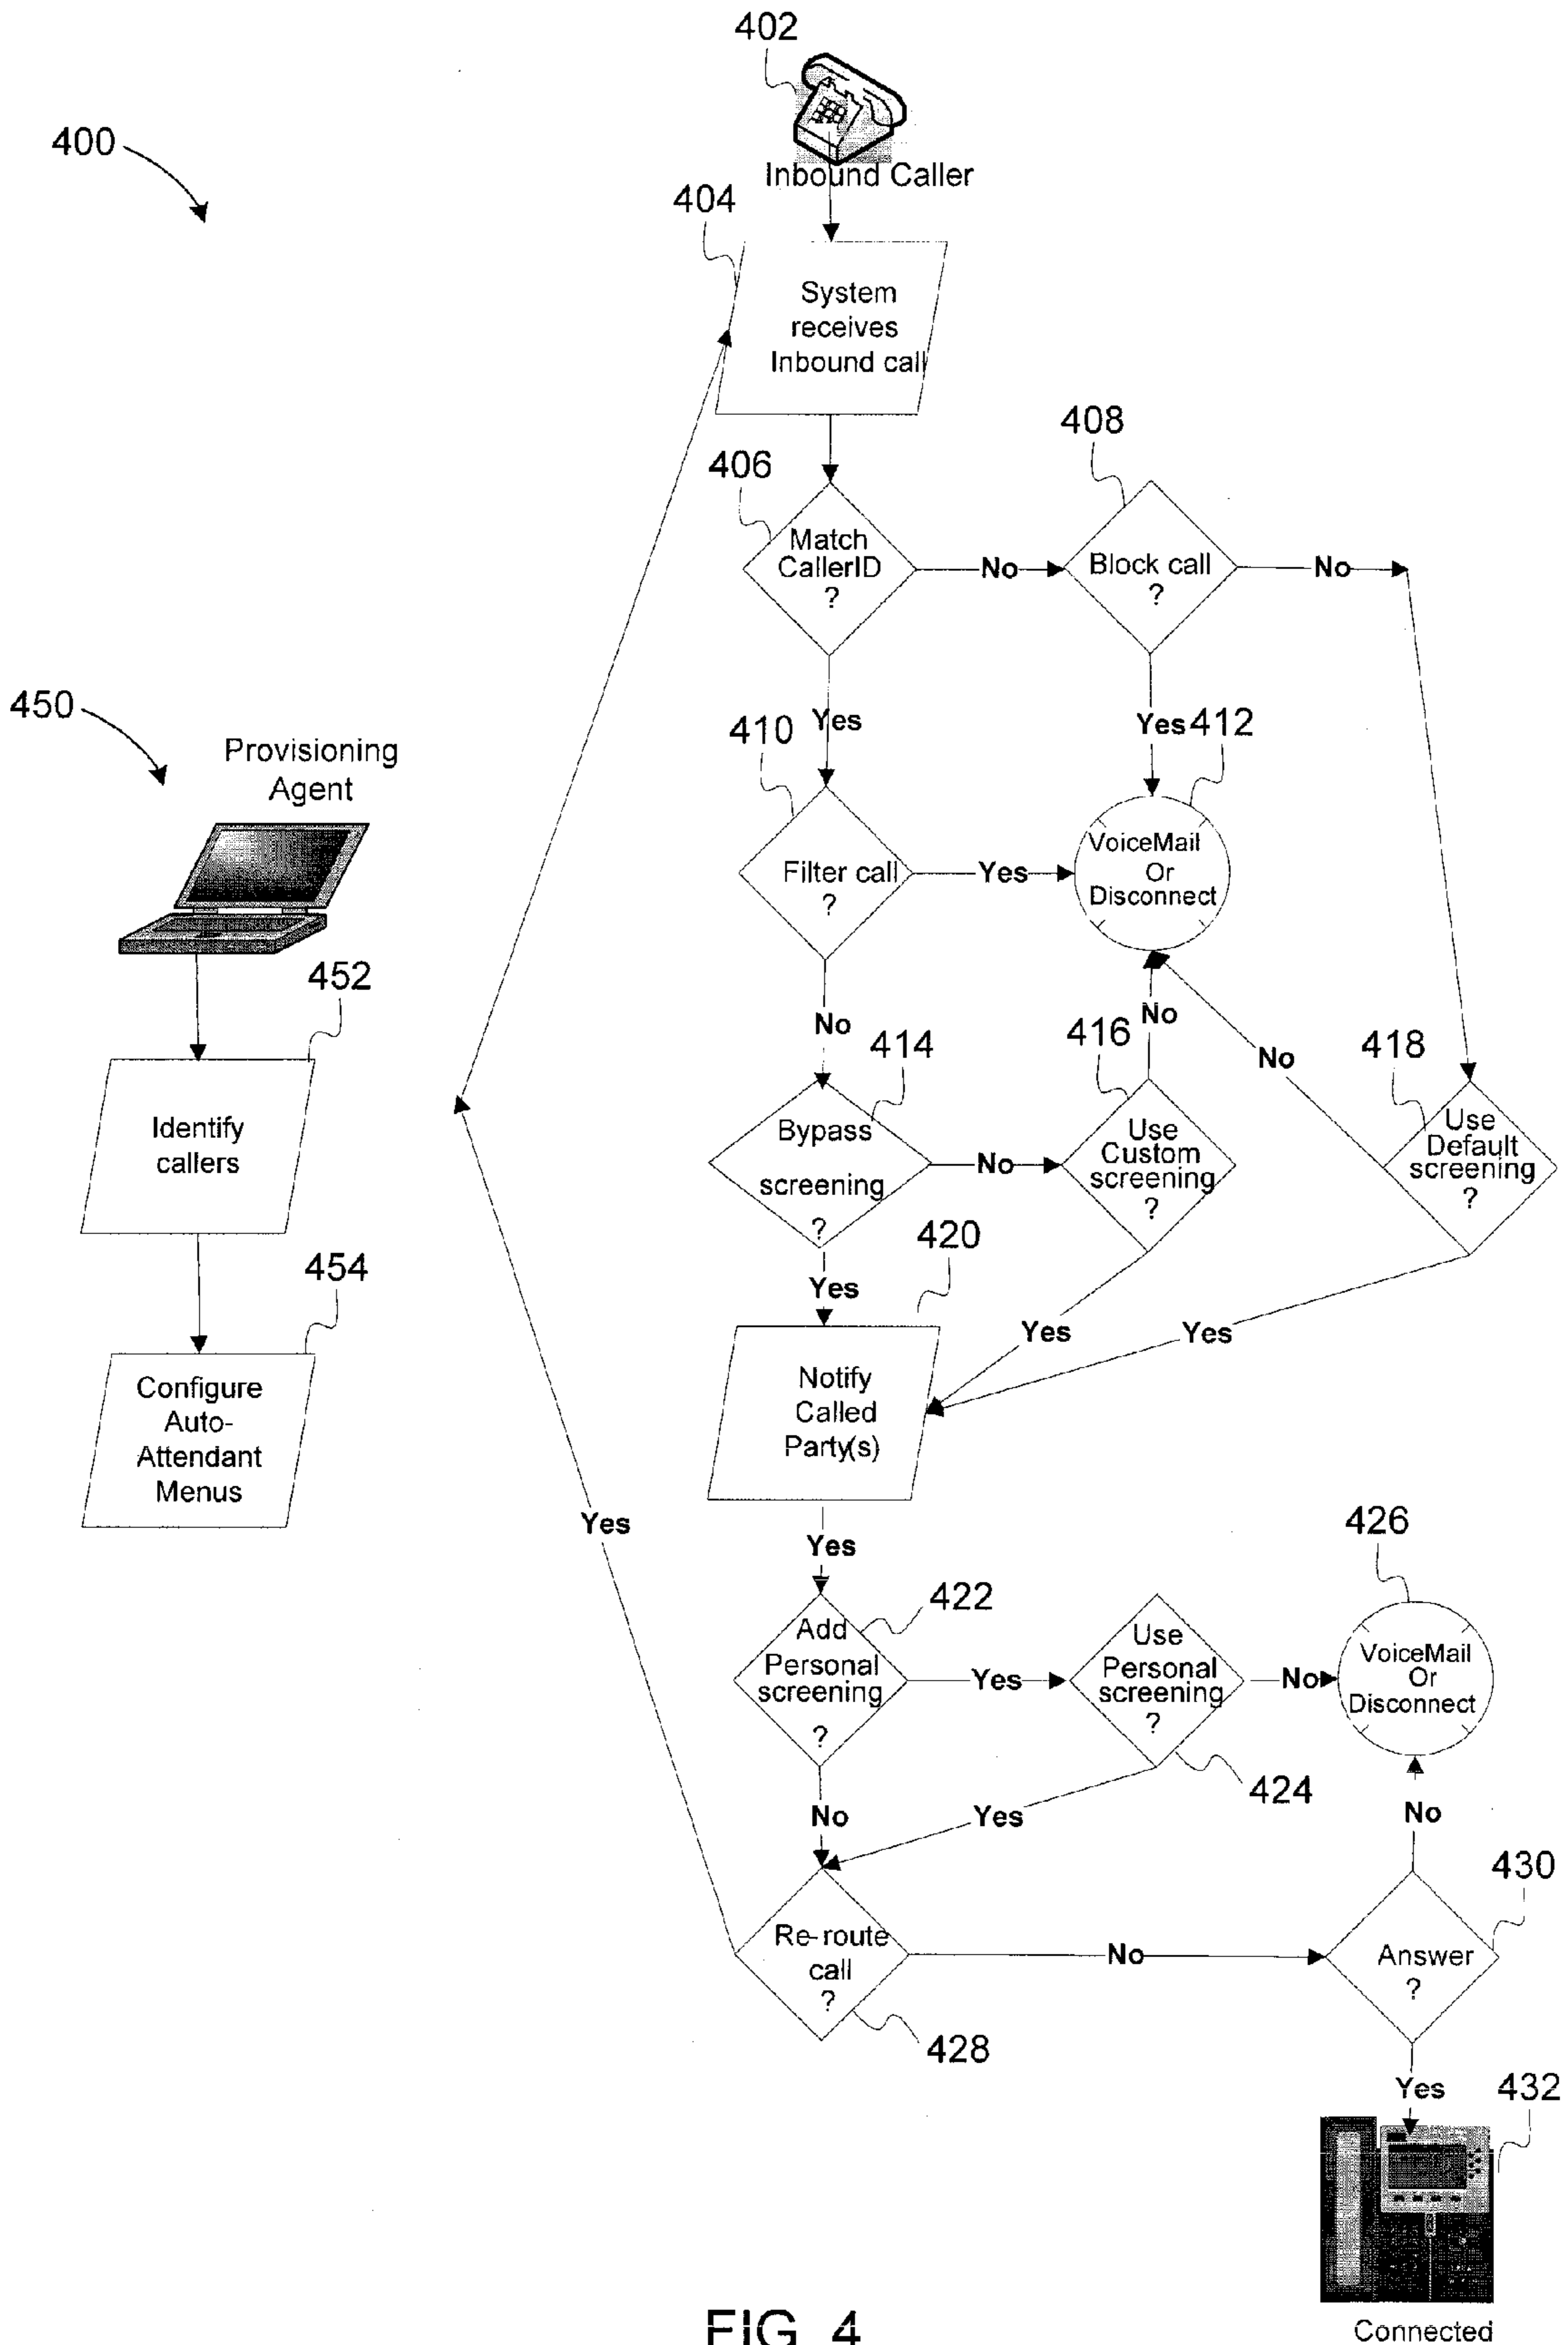 402
Inbound Caller
400
404
System
receives
Inbound call
408
406
Match
CallerID
?
No
Block call
?
No
450
Provisioning
Agent
410
Yes
Yes
412
Filter call
?
Yes
VoiceMail
Or
Disconnect
452
No
414
416
No
No
418
Identify
callers
Bypass
screening
?
No
Use
Custom
screening
?
Use
Default
screening
?
454
420
Yes
Yes
Yes
Configure
Auto-
Attendant
Menus
Notify
Called
Party(s)
Yes
Yes
426
422
Add
Personal
screening
?
Yes
Use
Personal
screening
?
No
VoiceMail
Or
Disconnect
424
No
Yes
No
430
Re-route
call
?
No
Answer
?
428
Yes
432
FIG. 4
Connected